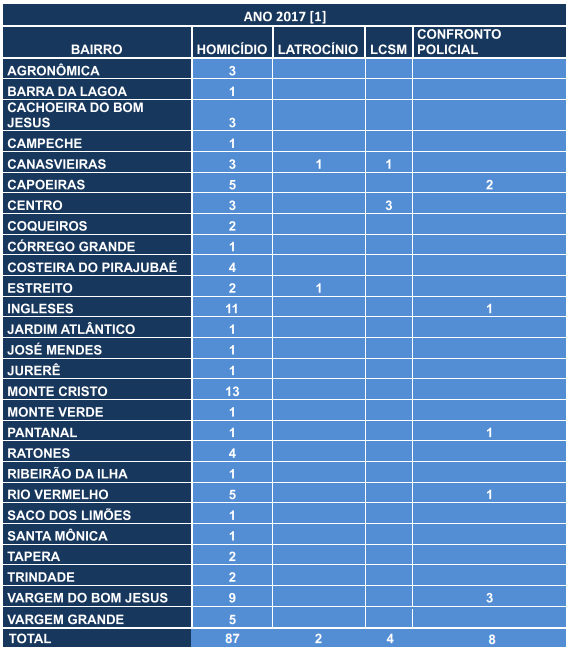 ANO 2017 [1]
BAIRRO HOMICÍDIO LATROCÍNIO LCSM CONFRONTO
POLICIAL
AGRONÔMICA 3
BARRA DA LAGOA 1
CACHOEIRA DO BOM
JESUS 3
CAMPECHE 1
CANASVIEIRAS 3 1 1
CAPOEIRAS 5 2
CENTRO 3 3
COQUEIROS 2
CÓRREGO GRANDE 1
COSTEIRA DO PIRAJUBAÉ 4
ESTREITO 2 1
INGLESES 11 1
JARDIM ATLÂNTICO 1
JOSÉ MENDES 1
JURERÊ 1
MONTE CRISTO 13
MONTE VERDE 1
PANTANAL 1 1
RATONES 4
RIBEIRÃO DA ILHA 1
RIO VERMELHO 5 1
SACO DOS LIMÕES 1
SANTA MÔNICA 1
TAPERA 2
TRINDADE 2
VARGEM DO BOM JESUS 9 3
VARGEM GRANDE 5
TOTAL 87 2 4 8